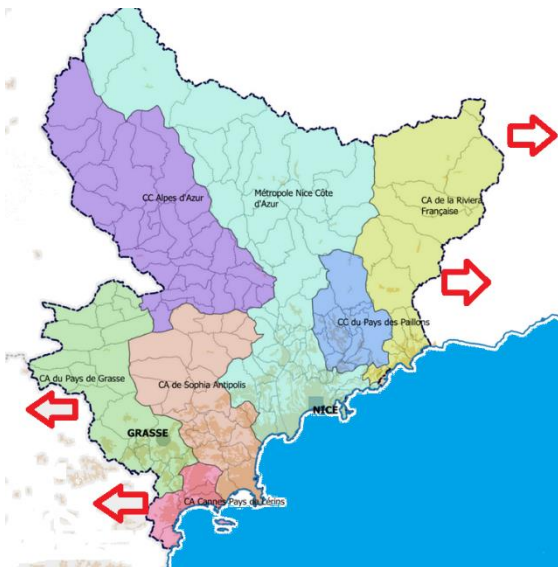 CC Alpes d'Azur
Métropole Nice Côte
d'Azur
CA de la Riviera
Française
CC du Pays des Paillons
CA du Pays de Grasse
CA de Sophia Antipolis
NICE
GRASSE
CA Cannes Pays de Lérins